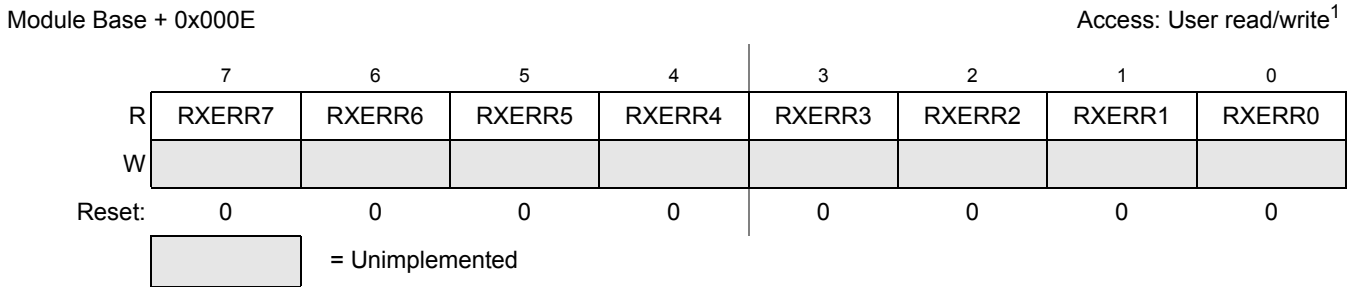 Module Base + 0x000E Access: User read/write1
7 6 5 4 3 2 1 0
R RXERR7 RXERR6 RXERR5 RXERR4 RXERR3 RXERR2 RXERR1 RXERR0
W
Reset: 0 0 0 0 0 0 0 0
= Unimplemented